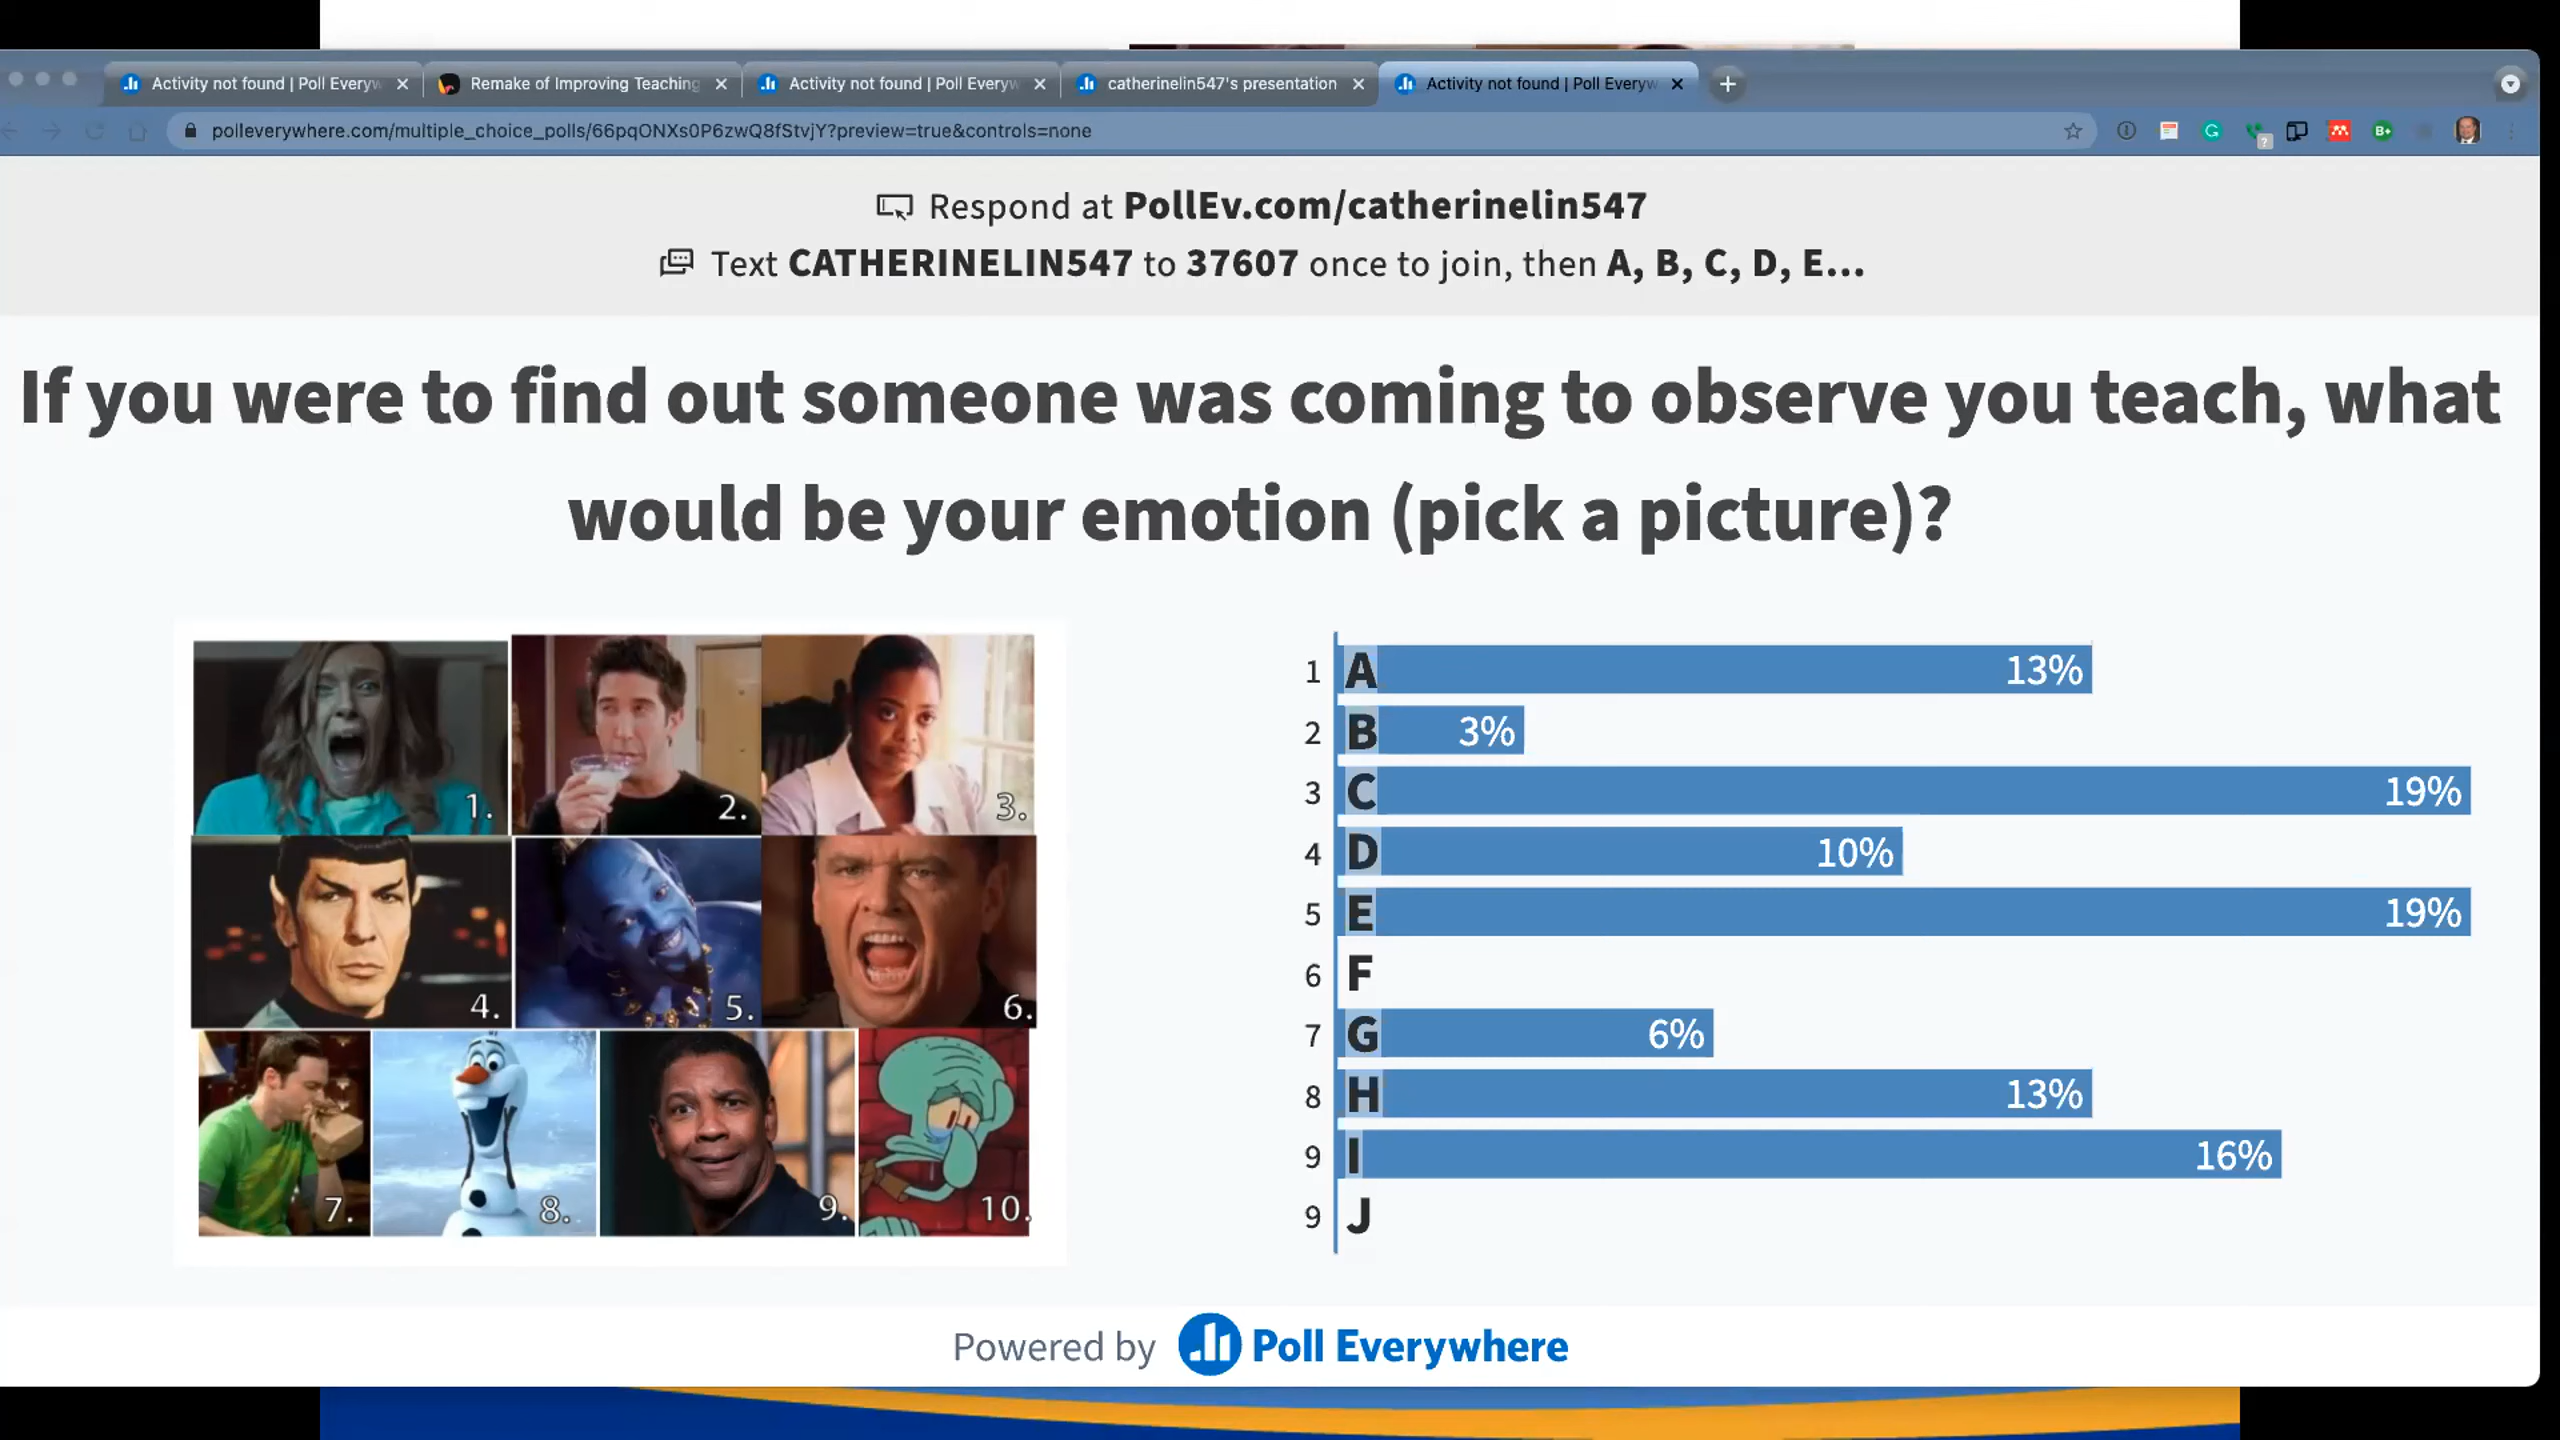 Activity not found | Poll Everyw
Remake of Improving Teaching
Activity not found | Poll Everyw
catherinelin547's presentation
Activity not found | Poll Everyw
polleverywhere.com/multiple_choice_polls/66pqONXs0P6zwQ8fStvjY?preview=true&controls=none
Respond at PollEv.com/catherinelin547
Text CATHERINELIN547 to 37607 once to join, then A, B, C, D, E...
If you were to find out someone was coming to observe you teach, what
would be your emotion (pick a picture)?
1. 2. 3.
4. 5. 6.
7. 8. 9. 10.
1 A 13%
2 B 3%
3 C 19%
4 D 10%
5 E 19%
6 F
7 G 6%
8 H 13%
9 I 16%
9 J
Powered by Poll Everywhere